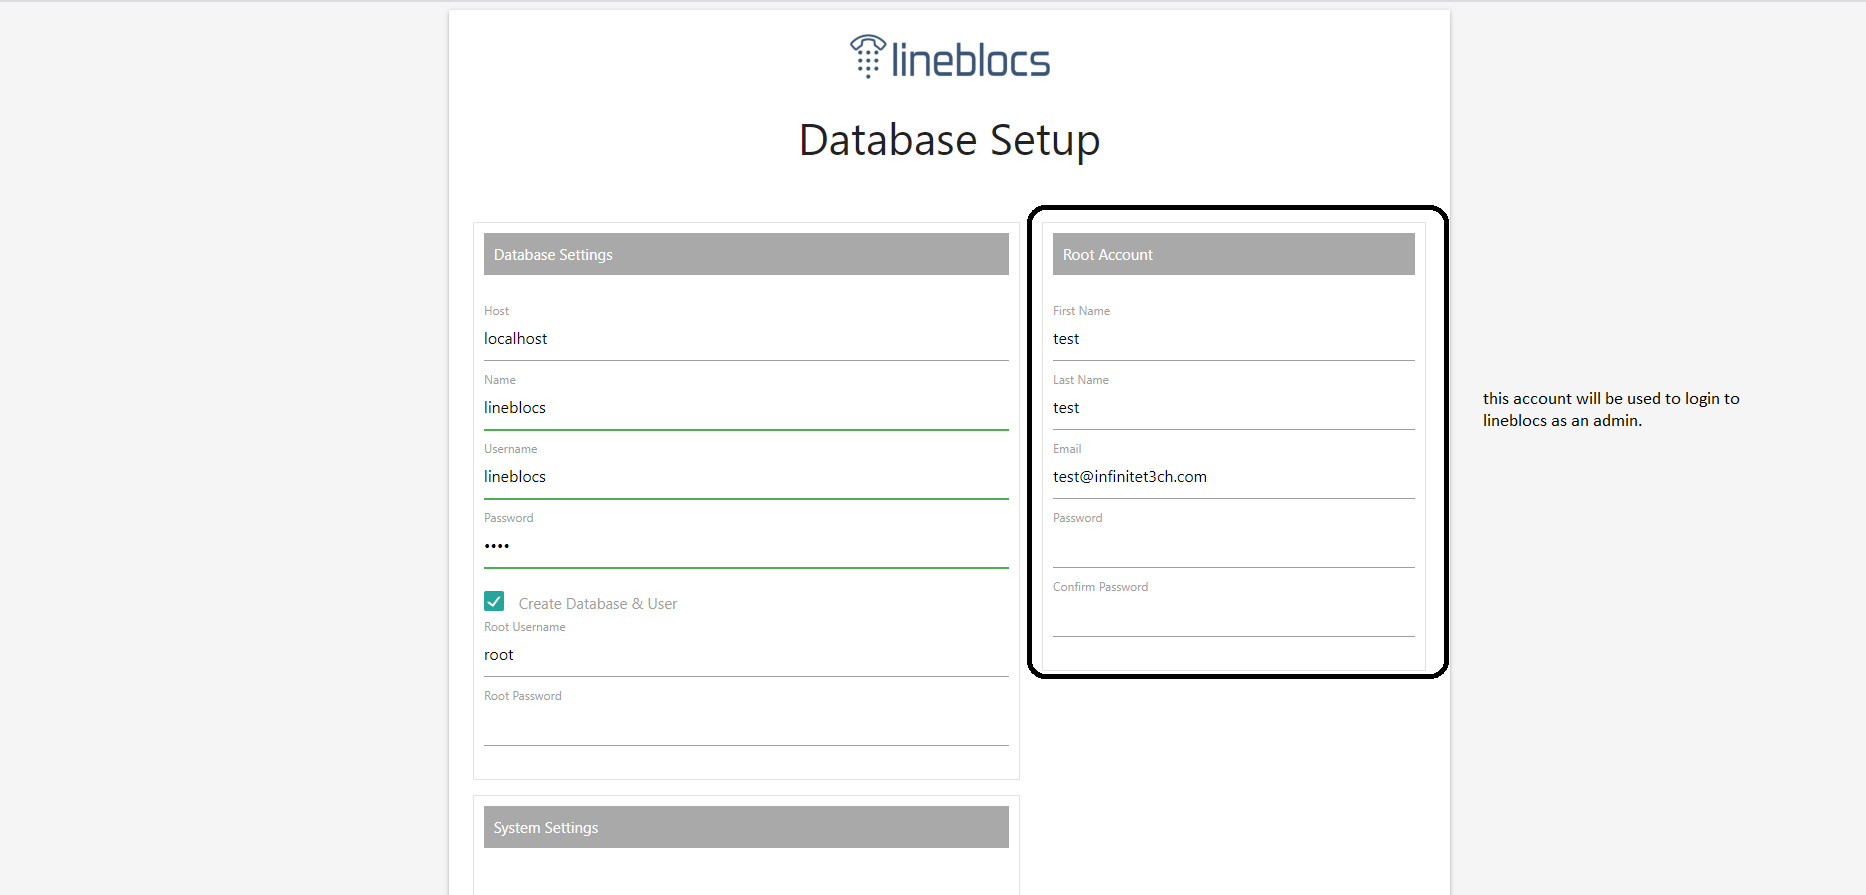 lineblocs
Database Setup
Database Settings
Host
localhost
Name
lineblocs
Username
lineblocs
Password
••••
Create Database & User
Root Username
root
Root Password
System Settings
Root Account
First Name
test
Last Name
test
Email
test@infinitet3ch.com
Password
Confirm Password
this account will be used to login to
lineblocs as an admin.